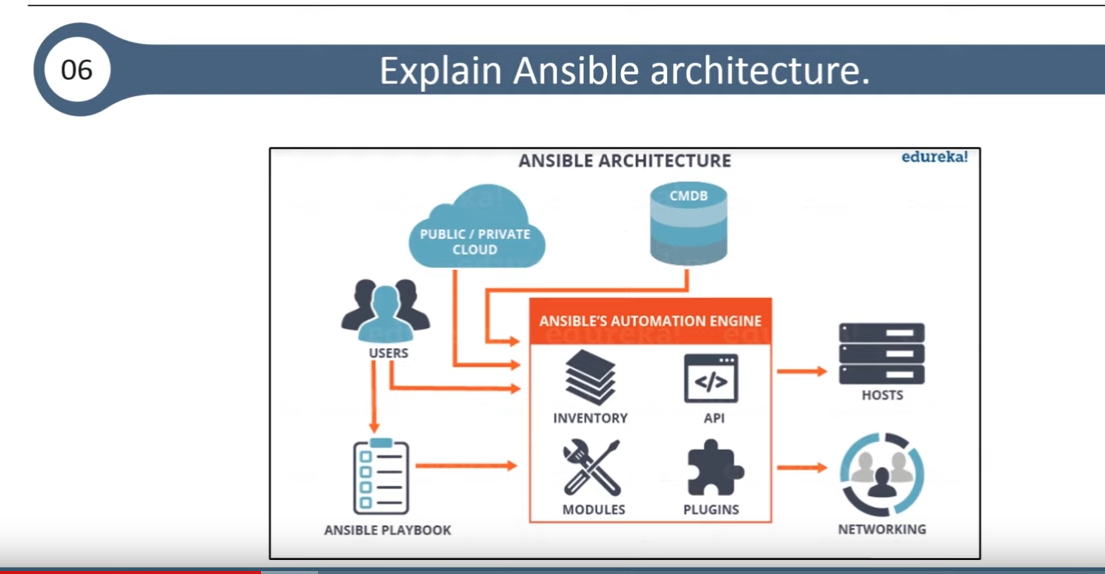 06
Explain Ansible architecture.
ANSIBLE ARCHITECTURE
edureka!
PUBLIC / PRIVATE
CLOUD
CMDB
USERS
ANSIBLE'S AUTOMATION ENGINE
INVENTORY
API
</>
MODULES
PLUGINS
HOSTS
ANSIBLE PLAYBOOK
NETWORKING